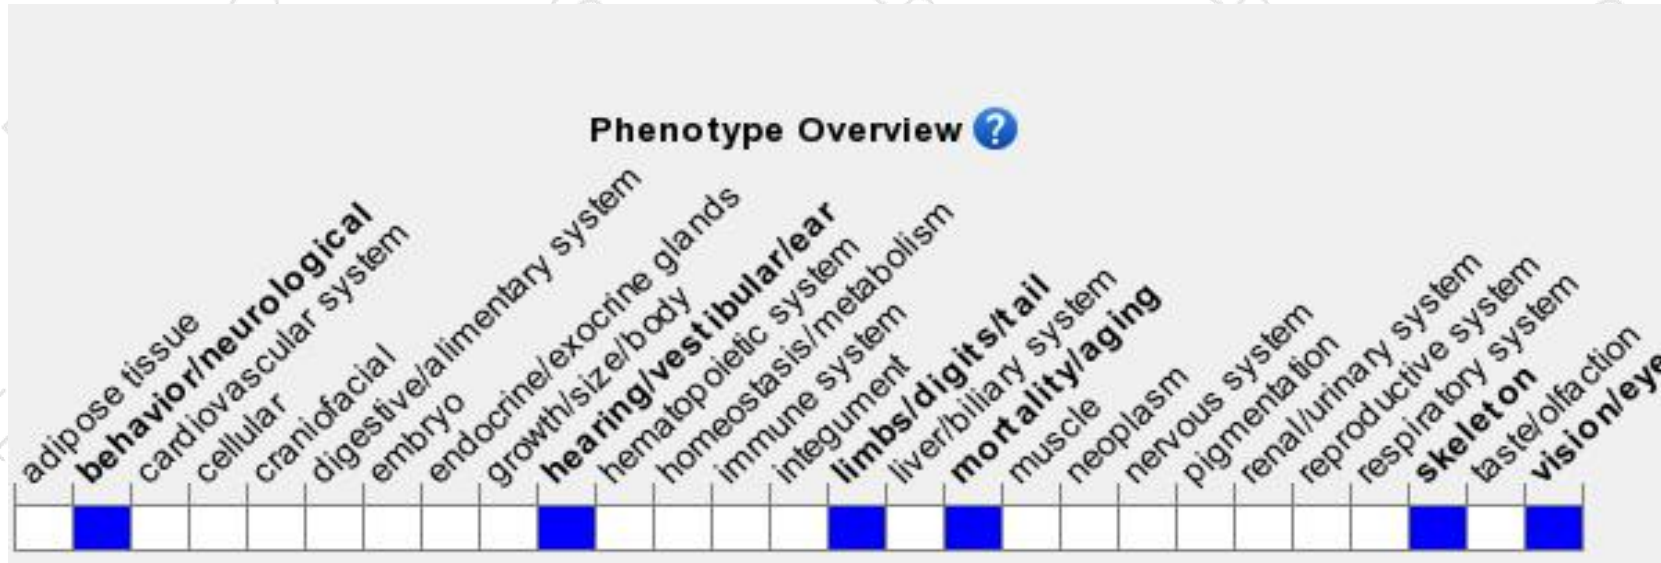 Phenotype Overview ?
adipose tissue
behavior/neurological
cardiovascular system
cellular
craniofacial
digestive/alimentary system
embryo
endocrine/exocrine glands
growth/size/body
hearing/vestibular/ear
hematopoietic system
homeostasis/metabolism
immune system
integument
limbs/digits/tail
liver/biliary system
mortality/aging
muscle
neoplasm
nervous system
pigmentation
renal/urinary system
reproductive system
respiratory system
skeleton
taste/olfaction
vision/eye